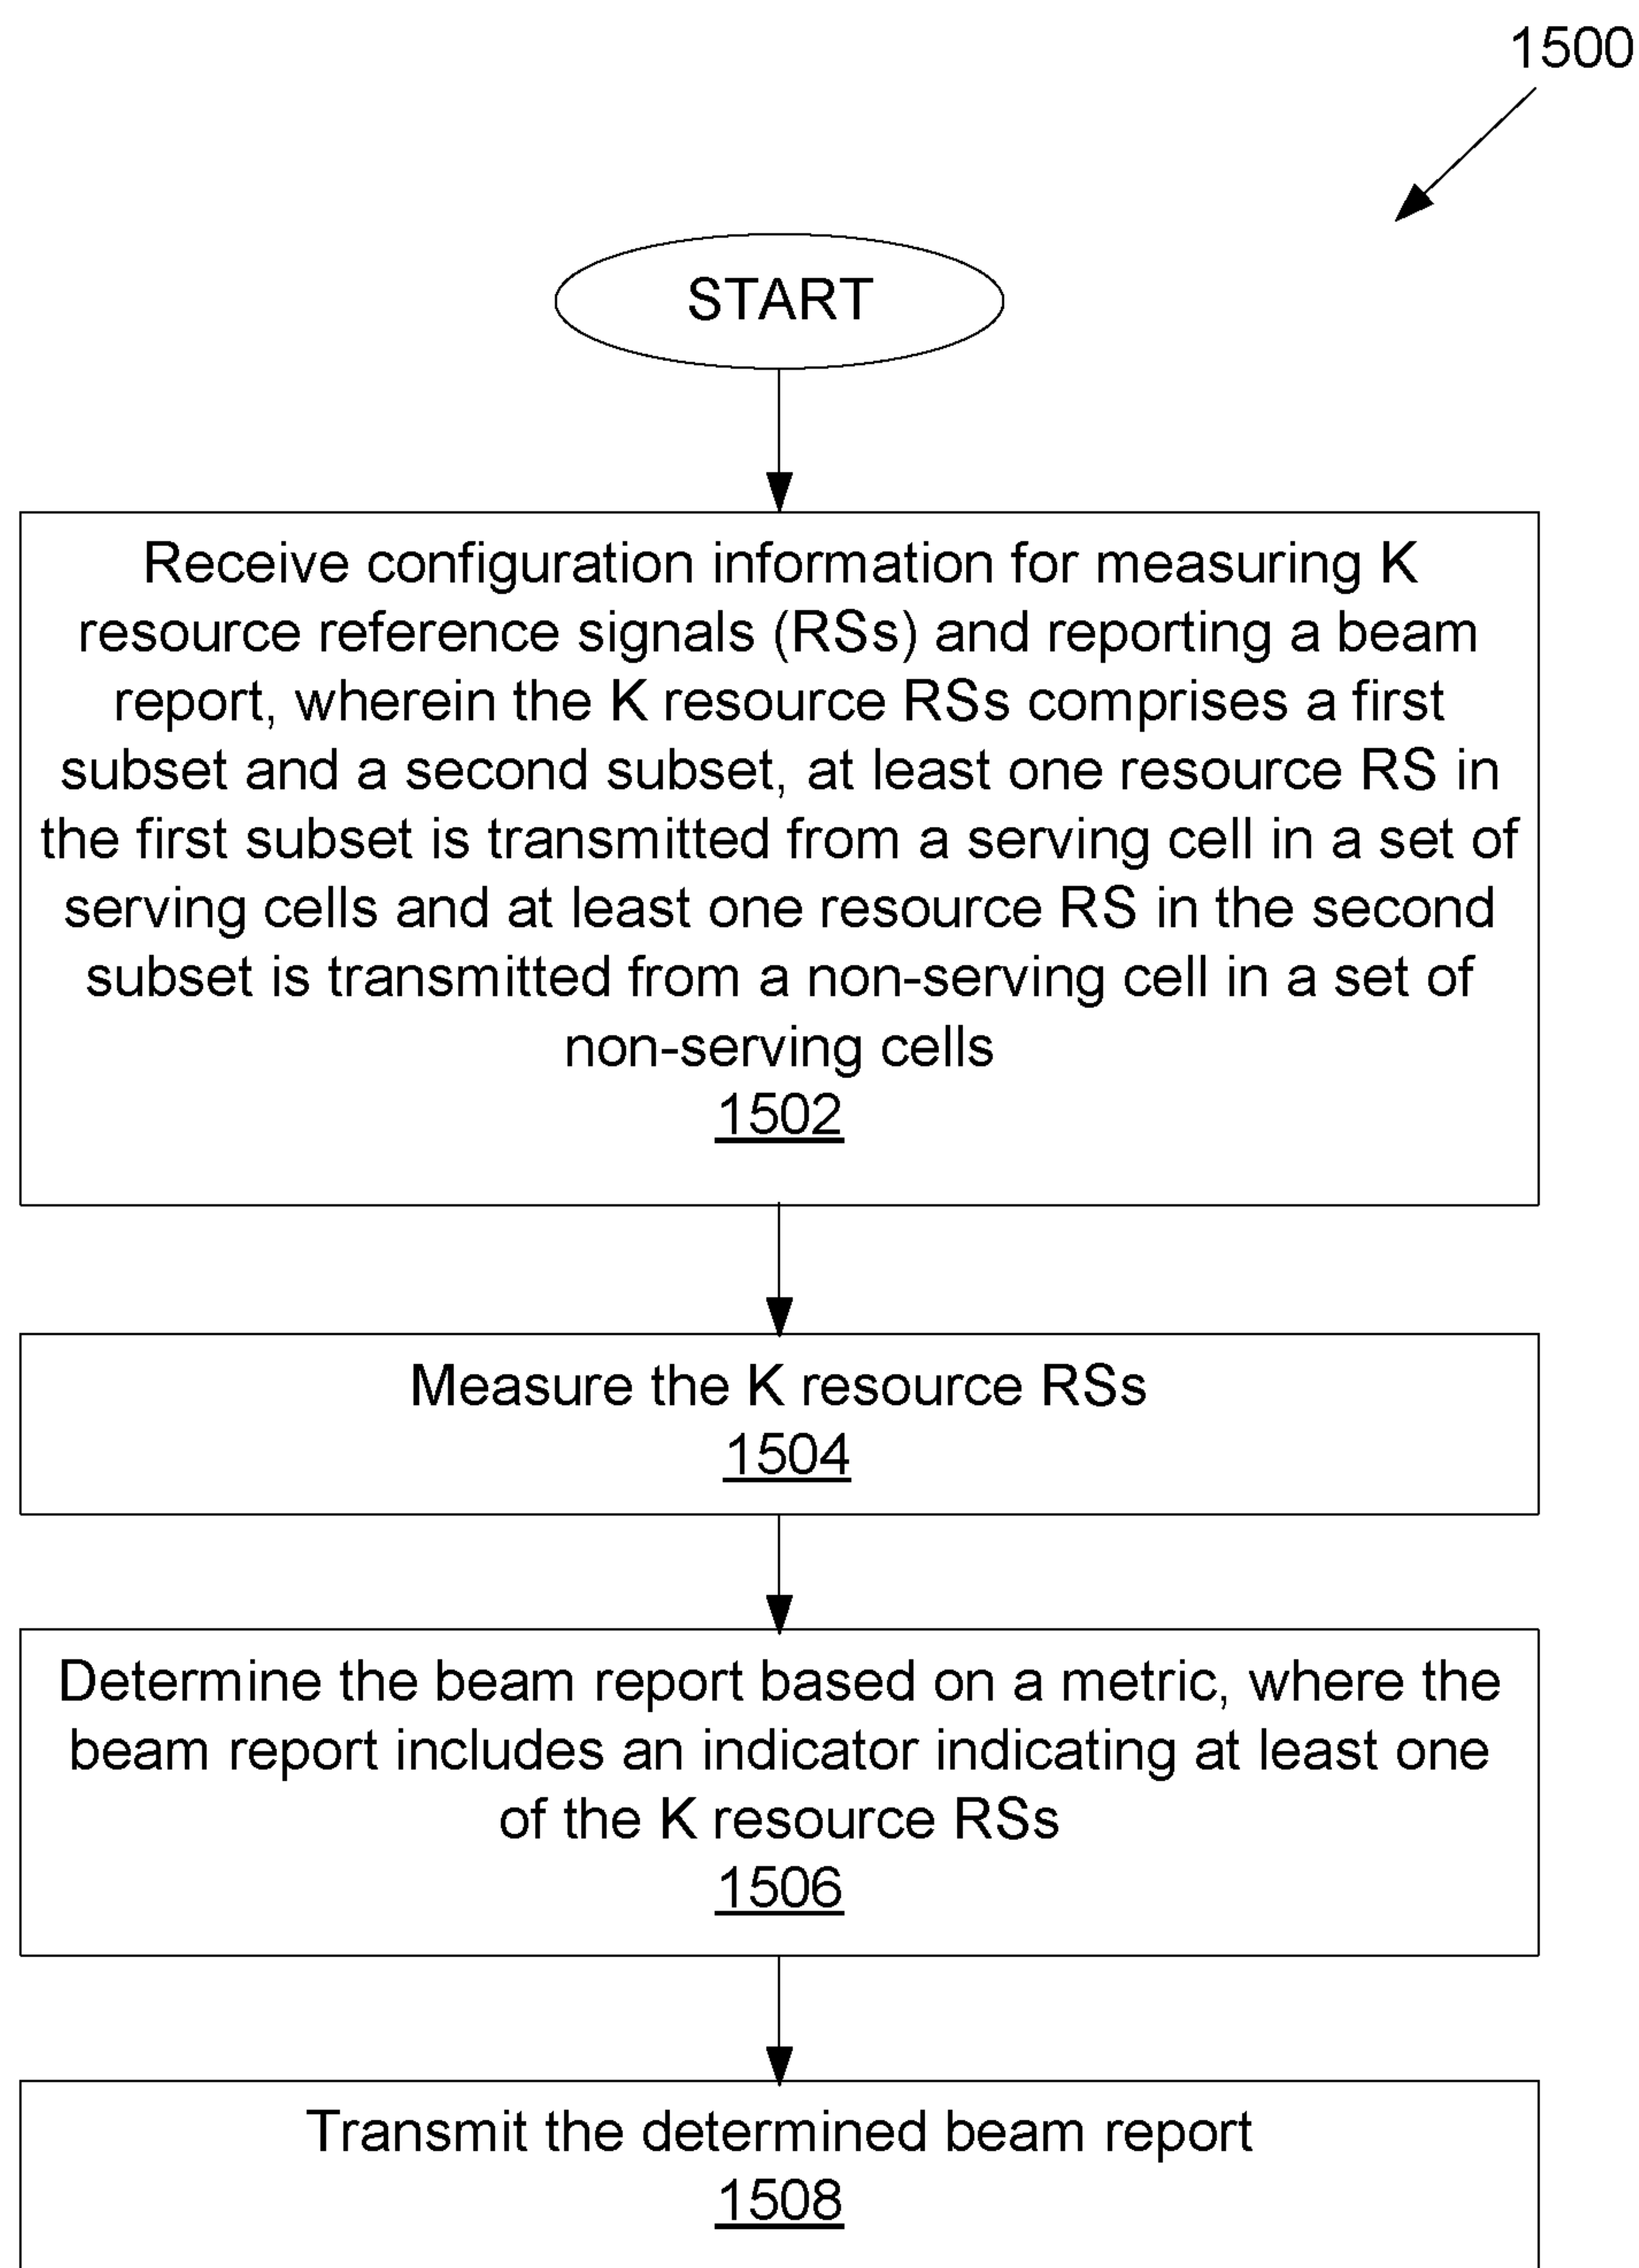 1500
START
Receive configuration information for measuring K
resource reference signals (RSs) and reporting a beam
report, wherein the K resource RSs comprises a first
subset and a second subset, at least one resource RS in
the first subset is transmitted from a serving cell in a set of
serving cells and at least one resource RS in the second
subset is transmitted from a non-serving cell in a set of
non-serving cells
1502
Measure the K resource RSs
1504
Determine the beam report based on a metric, where the
beam report includes an indicator indicating at least one
of the K resource RSs
1506
Transmit the determined beam report
1508